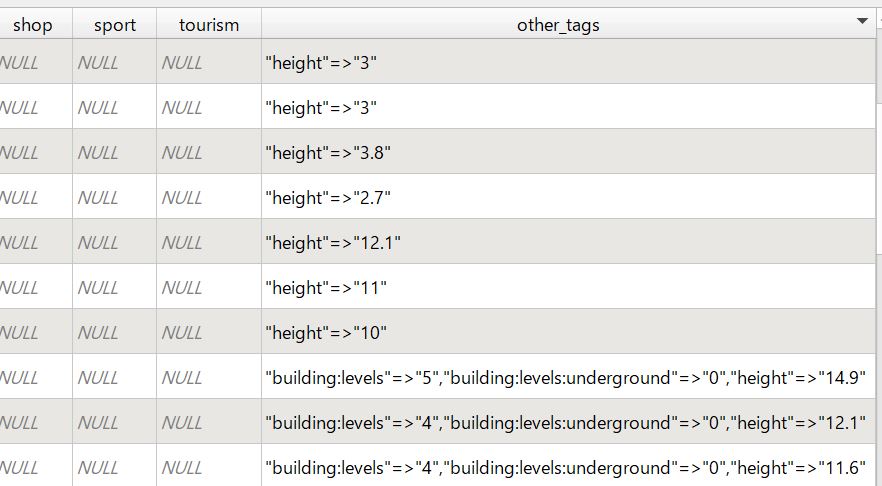 shop sport tourism other_tags
NULL NULL NULL "height"=>"3"
NULL NULL NULL "height"=>"3"
NULL NULL NULL "height"=>"3.8"
NULL NULL NULL "height"=>"2.7"
NULL NULL NULL "height"=>"12.1"
NULL NULL NULL "height"=>"11"
NULL NULL NULL "height"=>"10"
NULL NULL NULL "building:levels"=>"5","building:levels:underground"=>"0","height"=>"14.9"
NULL NULL NULL "building:levels"=>"4","building:levels:underground"=>"0","height"=>"12.1"
NULL NULL NULL "building:levels"=>"4","building:levels:underground"=>"0","height"=>"11.6"